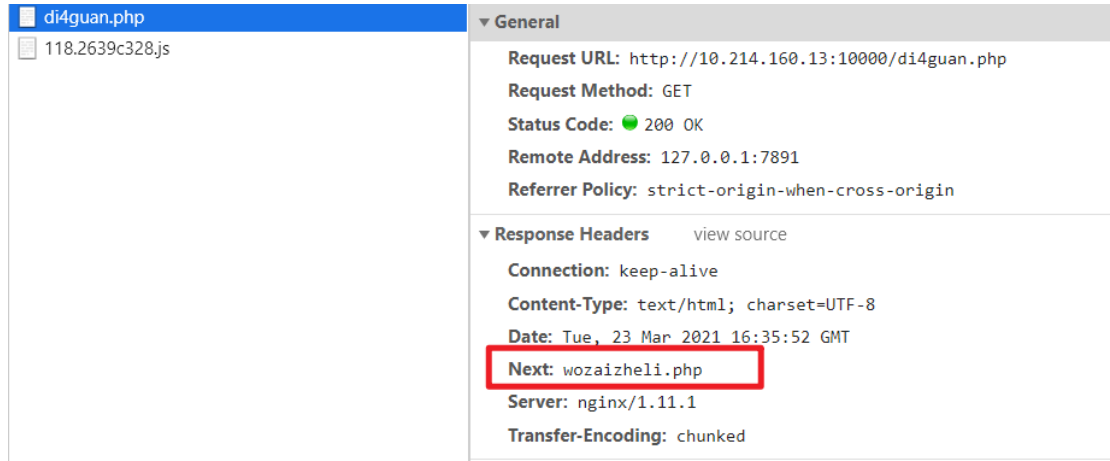 di4guan.php
118.2639c328.js
General
Request URL: http://10.214.160.13:10000/di4guan.php
Request Method: GET
Status Code: 200 OK
Remote Address: 127.0.0.1:7891
Referrer Policy: strict-origin-when-cross-origin
Response Headers view source
Connection: keep-alive
Content-Type: text/html; charset=UTF-8
Date: Tue, 23 Mar 2021 16:35:52 GMT
Next: wozaizheli.php
Server: nginx/1.11.1
Transfer-Encoding: chunked